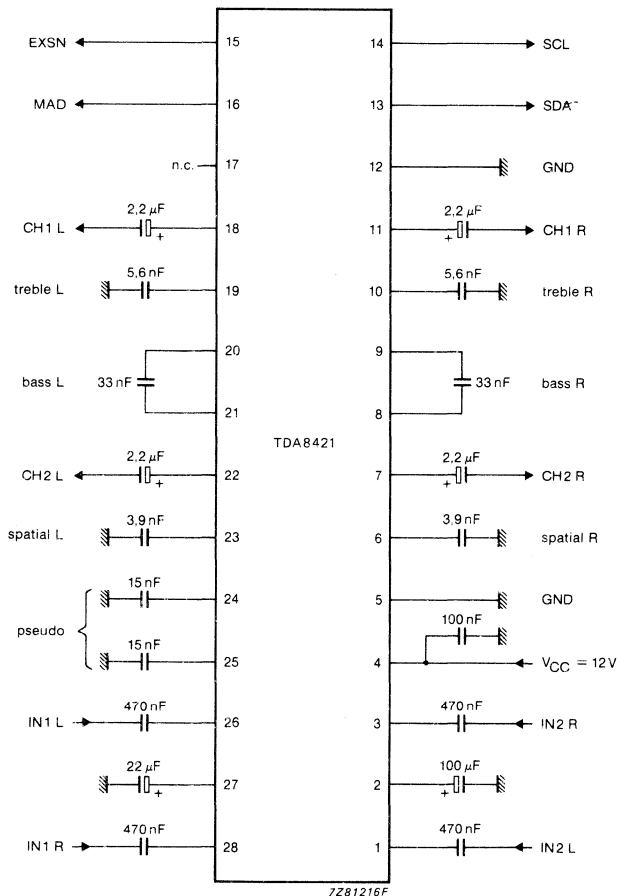 EXSN 15 14 SCL
MAD 16 13 SDA
n.c. 17 12 GND
2,2 µF 2,2 µF
CH1 L 18 11 CH1 R
+ +
5,6 nF 5,6 nF
treble L 19 10 treble R
20 9
bass L 33 nF 33 nF bass R
21 8
TDA8421
2,2 µF 2,2 µF
CH2 L 22 7 CH2 R
+ +
3,9 nF 3,9 nF
spatial L 23 6 spatial R
15 nF
24 5 GND
pseudo 100 nF
15 nF
25 4 VCC = 12 V
470 nF 470 nF
IN1 L 26 3 IN2 R
22 µF 100 µF
27 2
+ +
470 nF 470 nF
IN1 R 28 1 IN2 L
7Z81216F